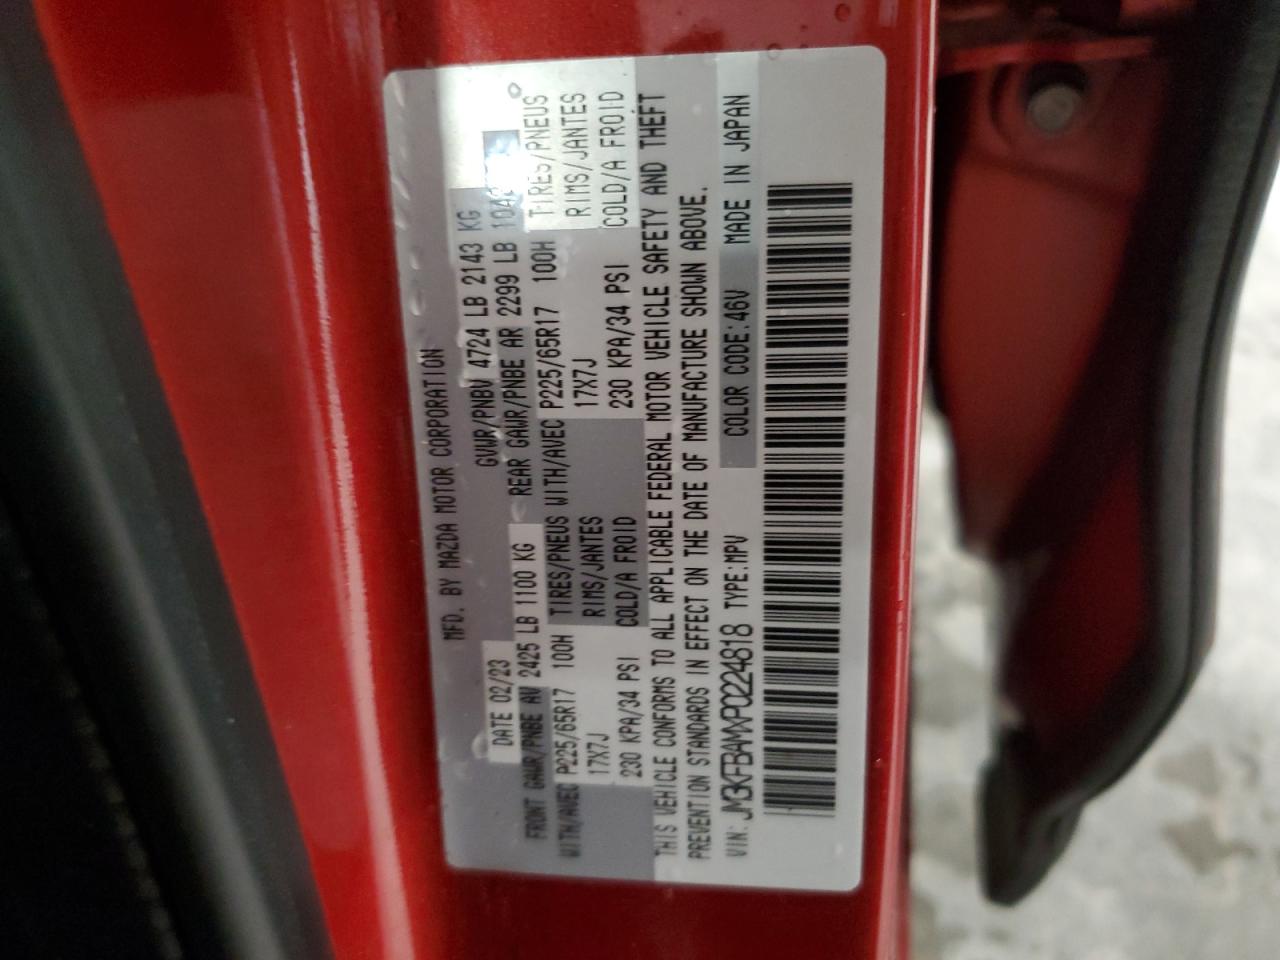 MFD. BY MAZDA MOTOR CORPORATION
DATE 02/23 GVWR/PNBV 4724 LB 2143 KG
FRONT GAWR/PNBE AV 2425 LB 1100 KG REAR GAWR/PNBE AR 2299 LB
WITH/AVEC P225/65R17 100H TIRES/PNEUS WITH/AVEC P225/65R17 100H TIRES/PNEUS
17X7J RIMS/JANTES 17X7J RIMS/JANTES
230 KPA/34 PSI COLD/A FROID 230 KPA/34 PSI COLD/A FROID
THIS VEHICLE CONFORMS TO ALL APPLICABLE FEDERAL MOTOR VEHICLE SAFETY AND THEFT
PREVENTION STANDARDS IN EFFECT ON THE DATE OF MANUFACTURE SHOWN ABOVE.
VIN: JM3KFBAMXP0224818 TYPE:MPV COLOR CODE:46V MADE IN JAPAN